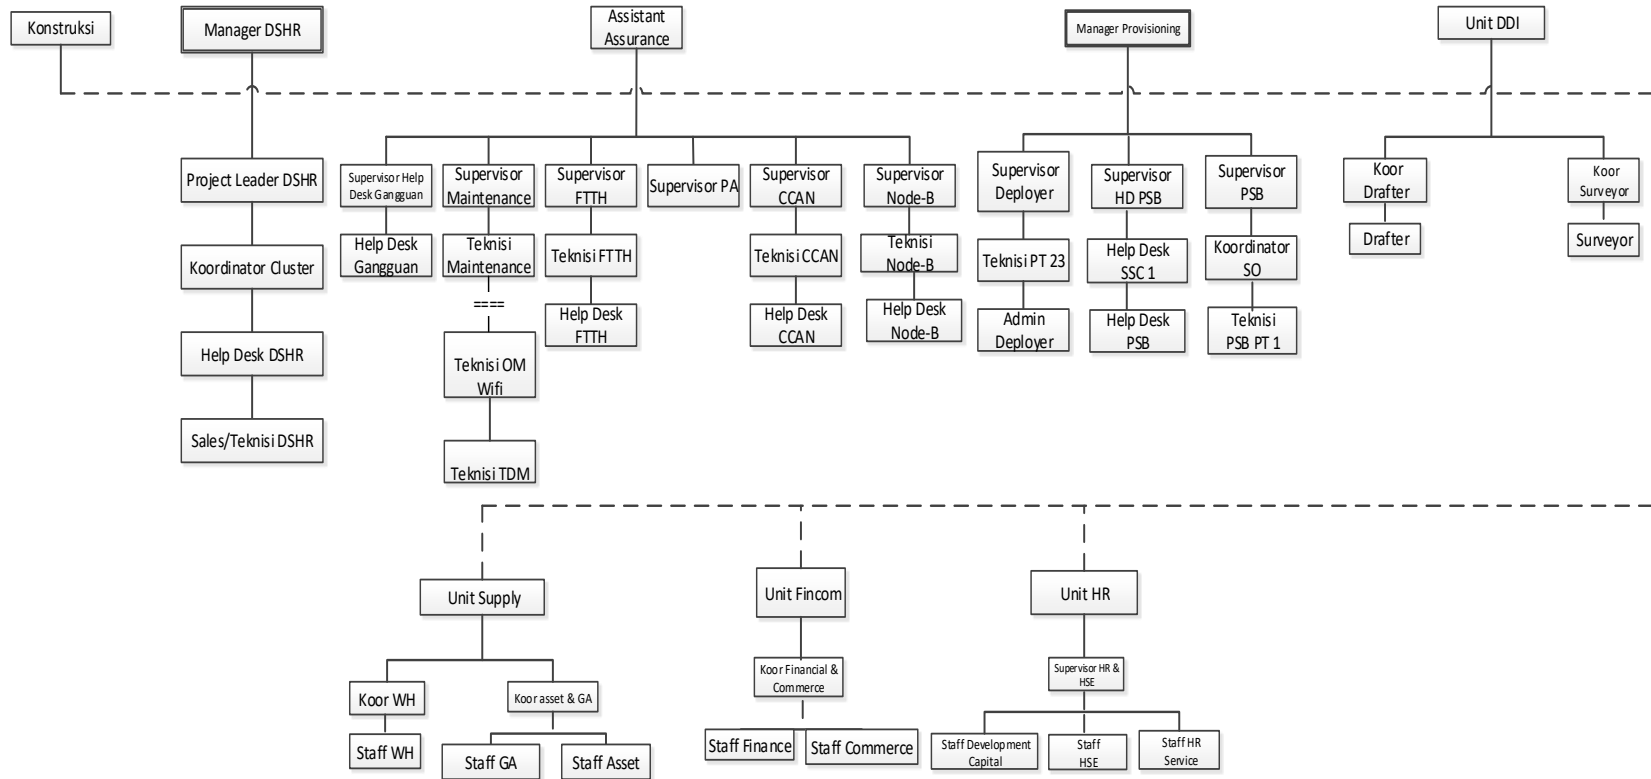 Konstruksi
Manager DSHR
Assistant
Assurance
Manager Provisioning
Unit DDI
Project Leader DSHR
Koordinator Cluster
Help Desk DSHR
Sales/Teknisi DSHR
Supervisor Help
Desk Gangguan
Help Desk
Gangguan
Supervisor
Maintenance
Teknisi
Maintenance
====
Teknisi OM
Wifi
Teknisi TDM
Supervisor
FTTH
Teknisi FTTH
Help Desk
FTTH
Supervisor PA
Supervisor
CCAN
Teknisi CCAN
Help Desk
CCAN
Supervisor
Node-B
Teknisi
Node-B
Help Desk
Node-B
Supervisor
Deployer
Teknisi PT 23
Admin
Deployer
Supervisor
HD PSB
Help Desk
SSC 1
Help Desk
PSB
Supervisor
PSB
Koordinator
SO
Teknisi
PSB PT 1
Koor
Drafter
Drafter
Koor
Surveyor
Surveyor
Unit Supply
Koor WH
Staff WH
Koor asset & GA
Staff GA
Staff Asset
Unit Fincom
Koor Financial &
Commerce
Staff Finance
Staff Commerce
Unit HR
Supervisor HR &
HSE
Staff Development
Capital
Staff
HSE
Staff HR
Service